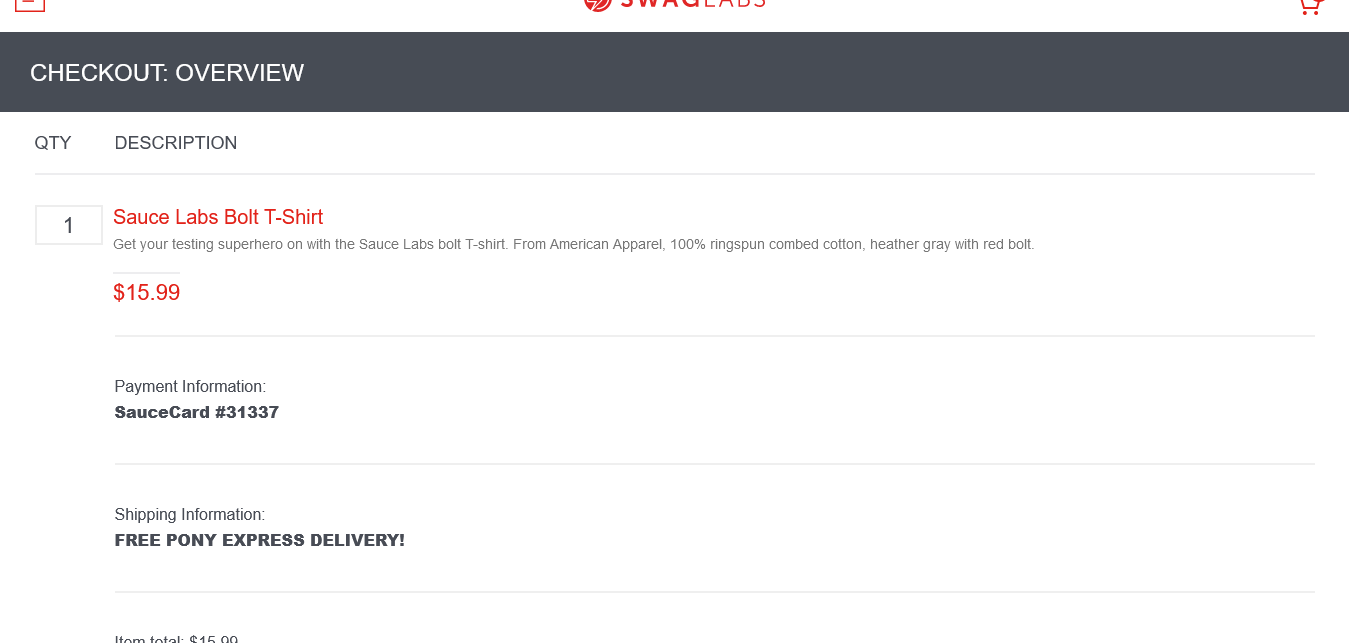 SWAGLABS
CHECKOUT: OVERVIEW
QTY DESCRIPTION
1 Sauce Labs Bolt T-Shirt
Get your testing superhero on with the Sauce Labs bolt T-shirt. From American Apparel, 100% ringspun combed cotton, heather gray with red bolt.
$15.99
Payment Information:
SauceCard #31337
Shipping Information:
FREE PONY EXPRESS DELIVERY!
Item total: $15.99